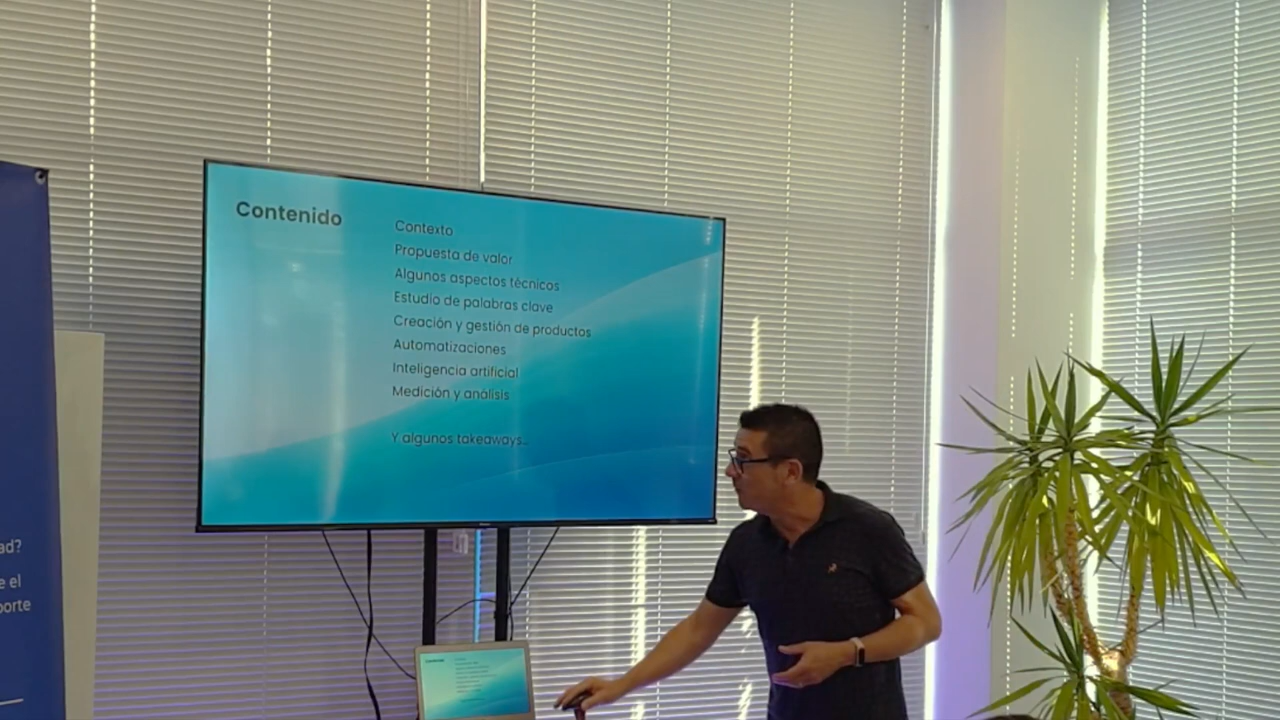 Contenido
Contexto
Propuesta de valor
Algunos aspectos técnicos
Estudio de palabras clave
Creación y gestión de productos
Automatizaciones
Inteligencia artificial
Medición y análisis
Y algunos takeaways...
ad?
e el
porte